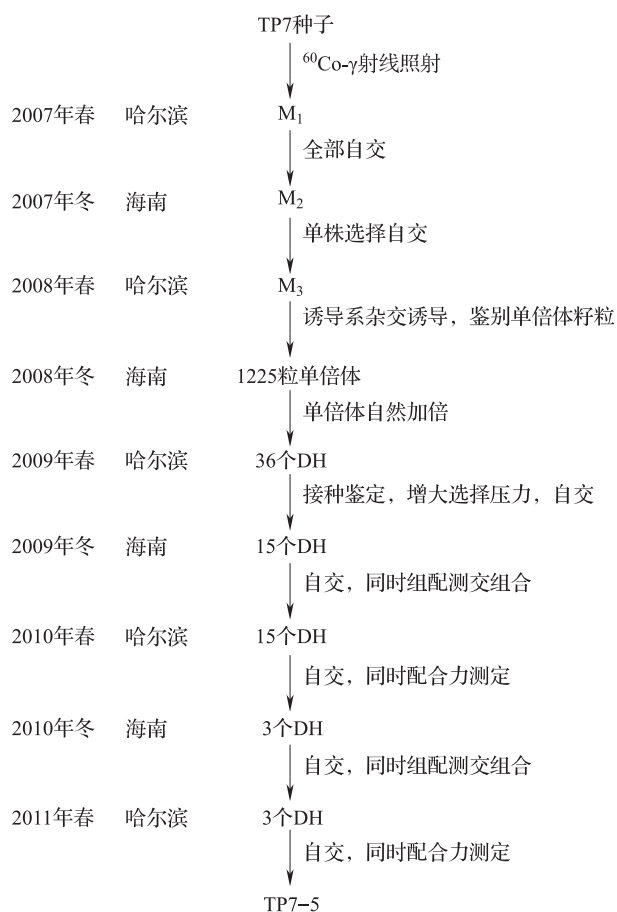 TP7种子
⁶⁰Co-γ射线照射
2007年春 哈尔滨 M₁
全部自交
2007年冬 海南 M₂
单株选择自交
2008年春 哈尔滨 M₃
诱导系杂交诱导，鉴别单倍体籽粒
2008年冬 海南 1225粒单倍体
单倍体自然加倍
2009年春 哈尔滨 36个DH
接种鉴定，增大选择压力，自交
2009年冬 海南 15个DH
自交，同时组配测交组合
2010年春 哈尔滨 15个DH
自交，同时配合力测定
2010年冬 海南 3个DH
自交，同时组配测交组合
2011年春 哈尔滨 3个DH
自交，同时配合力测定
TP7−5